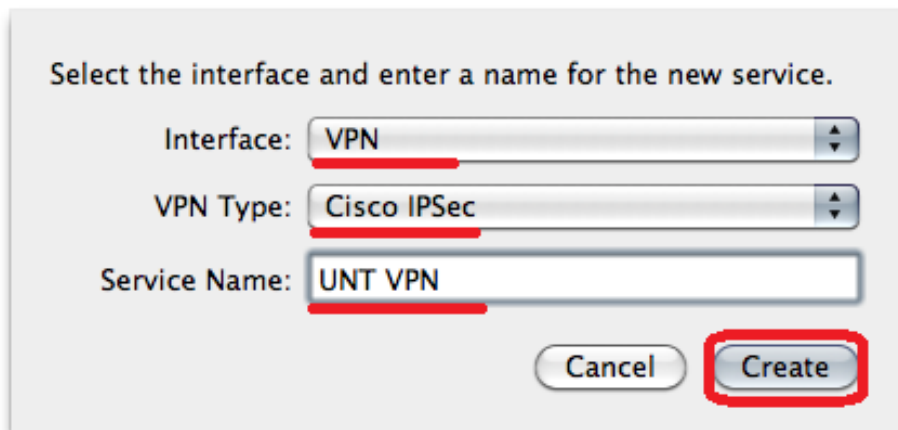 Select the interface and enter a name for the new service.
Interface: VPN
VPN Type: Cisco IPSec
Service Name: UNT VPN
Cancel Create